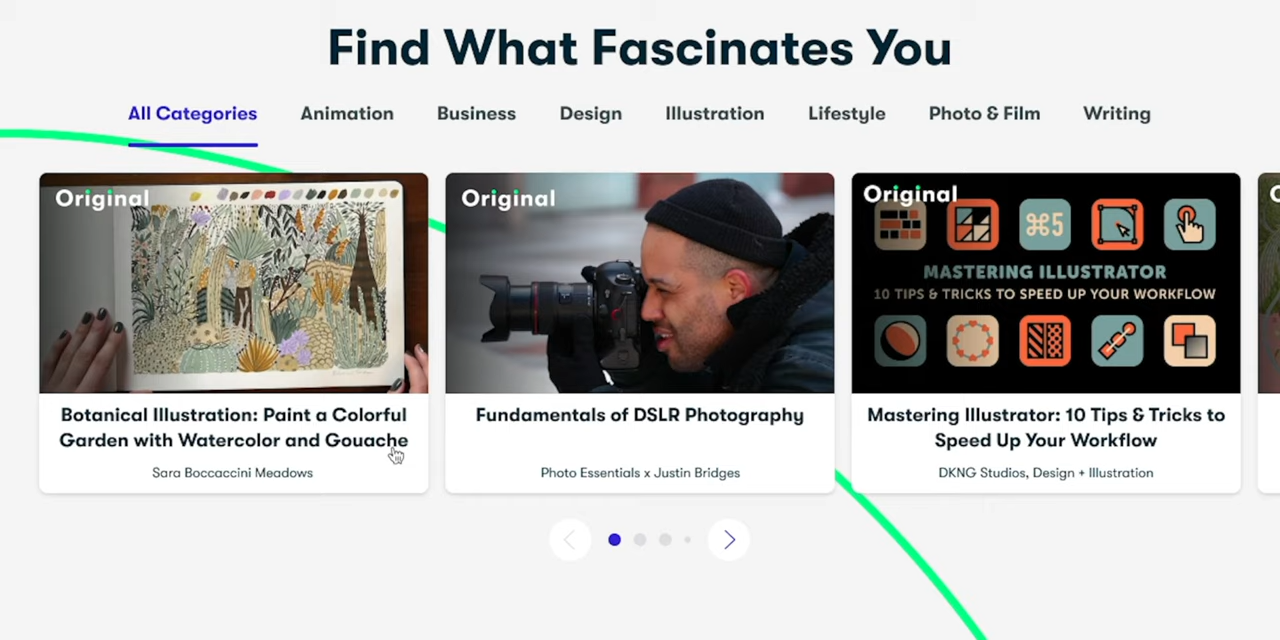 Find What Fascinates You
All Categories Animation Business Design Illustration Lifestyle Photo & Film Writing
Original
Botanical Illustration: Paint a Colorful
Garden with Watercolor and Gouache
Sara Boccaccini Meadows
Original
Fundamentals of DSLR Photography
Photo Essentials x Justin Bridges
Original
⌘5
MASTERING ILLUSTRATOR
10 TIPS & TRICKS TO SPEED UP YOUR WORKFLOW
Mastering Illustrator: 10 Tips & Tricks to
Speed Up Your Workflow
DKNG Studios, Design + Illustration